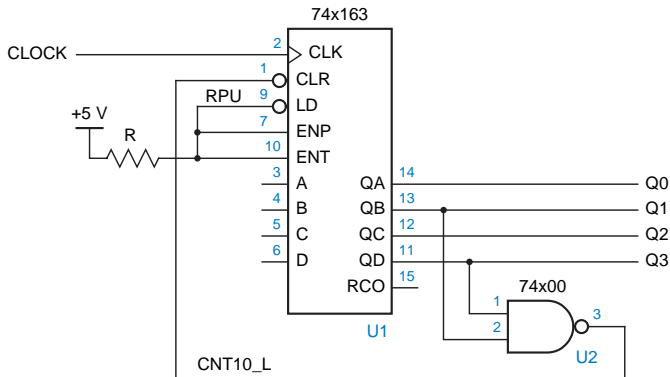 74x163
CLOCK
2
CLK
1
CLR
RPU
9
LD
+5 V
7
ENP
R
10
ENT
3
A
QA
14
Q0
4
B
QB
13
Q1
5
C
QC
12
Q2
6
D
QD
11
Q3
RCO
15
74x00
1
2
3
U1
U2
CNT10_L